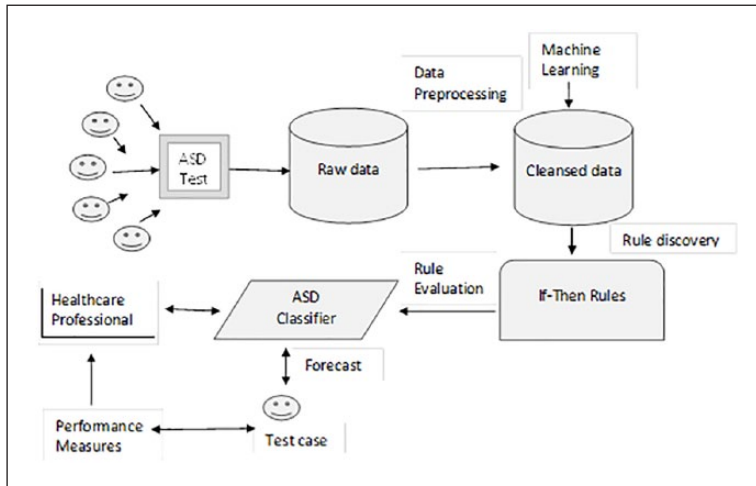 Machine
Learning
Data
Preprocessing
ASD
Test
Raw data
Cleansed data
Rule discovery
Rule
Evaluation
If-Then Rules
ASD
Classifier
Healthcare
Professional
Forecast
Performance
Measures
Test case